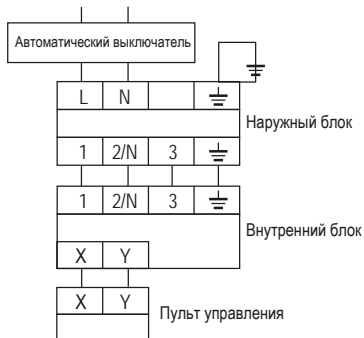 Автоматический выключатель
L N
Наружный блок
1 2/N 3
1 2/N 3
Внутренний блок
X Y
X Y
Пульт управления